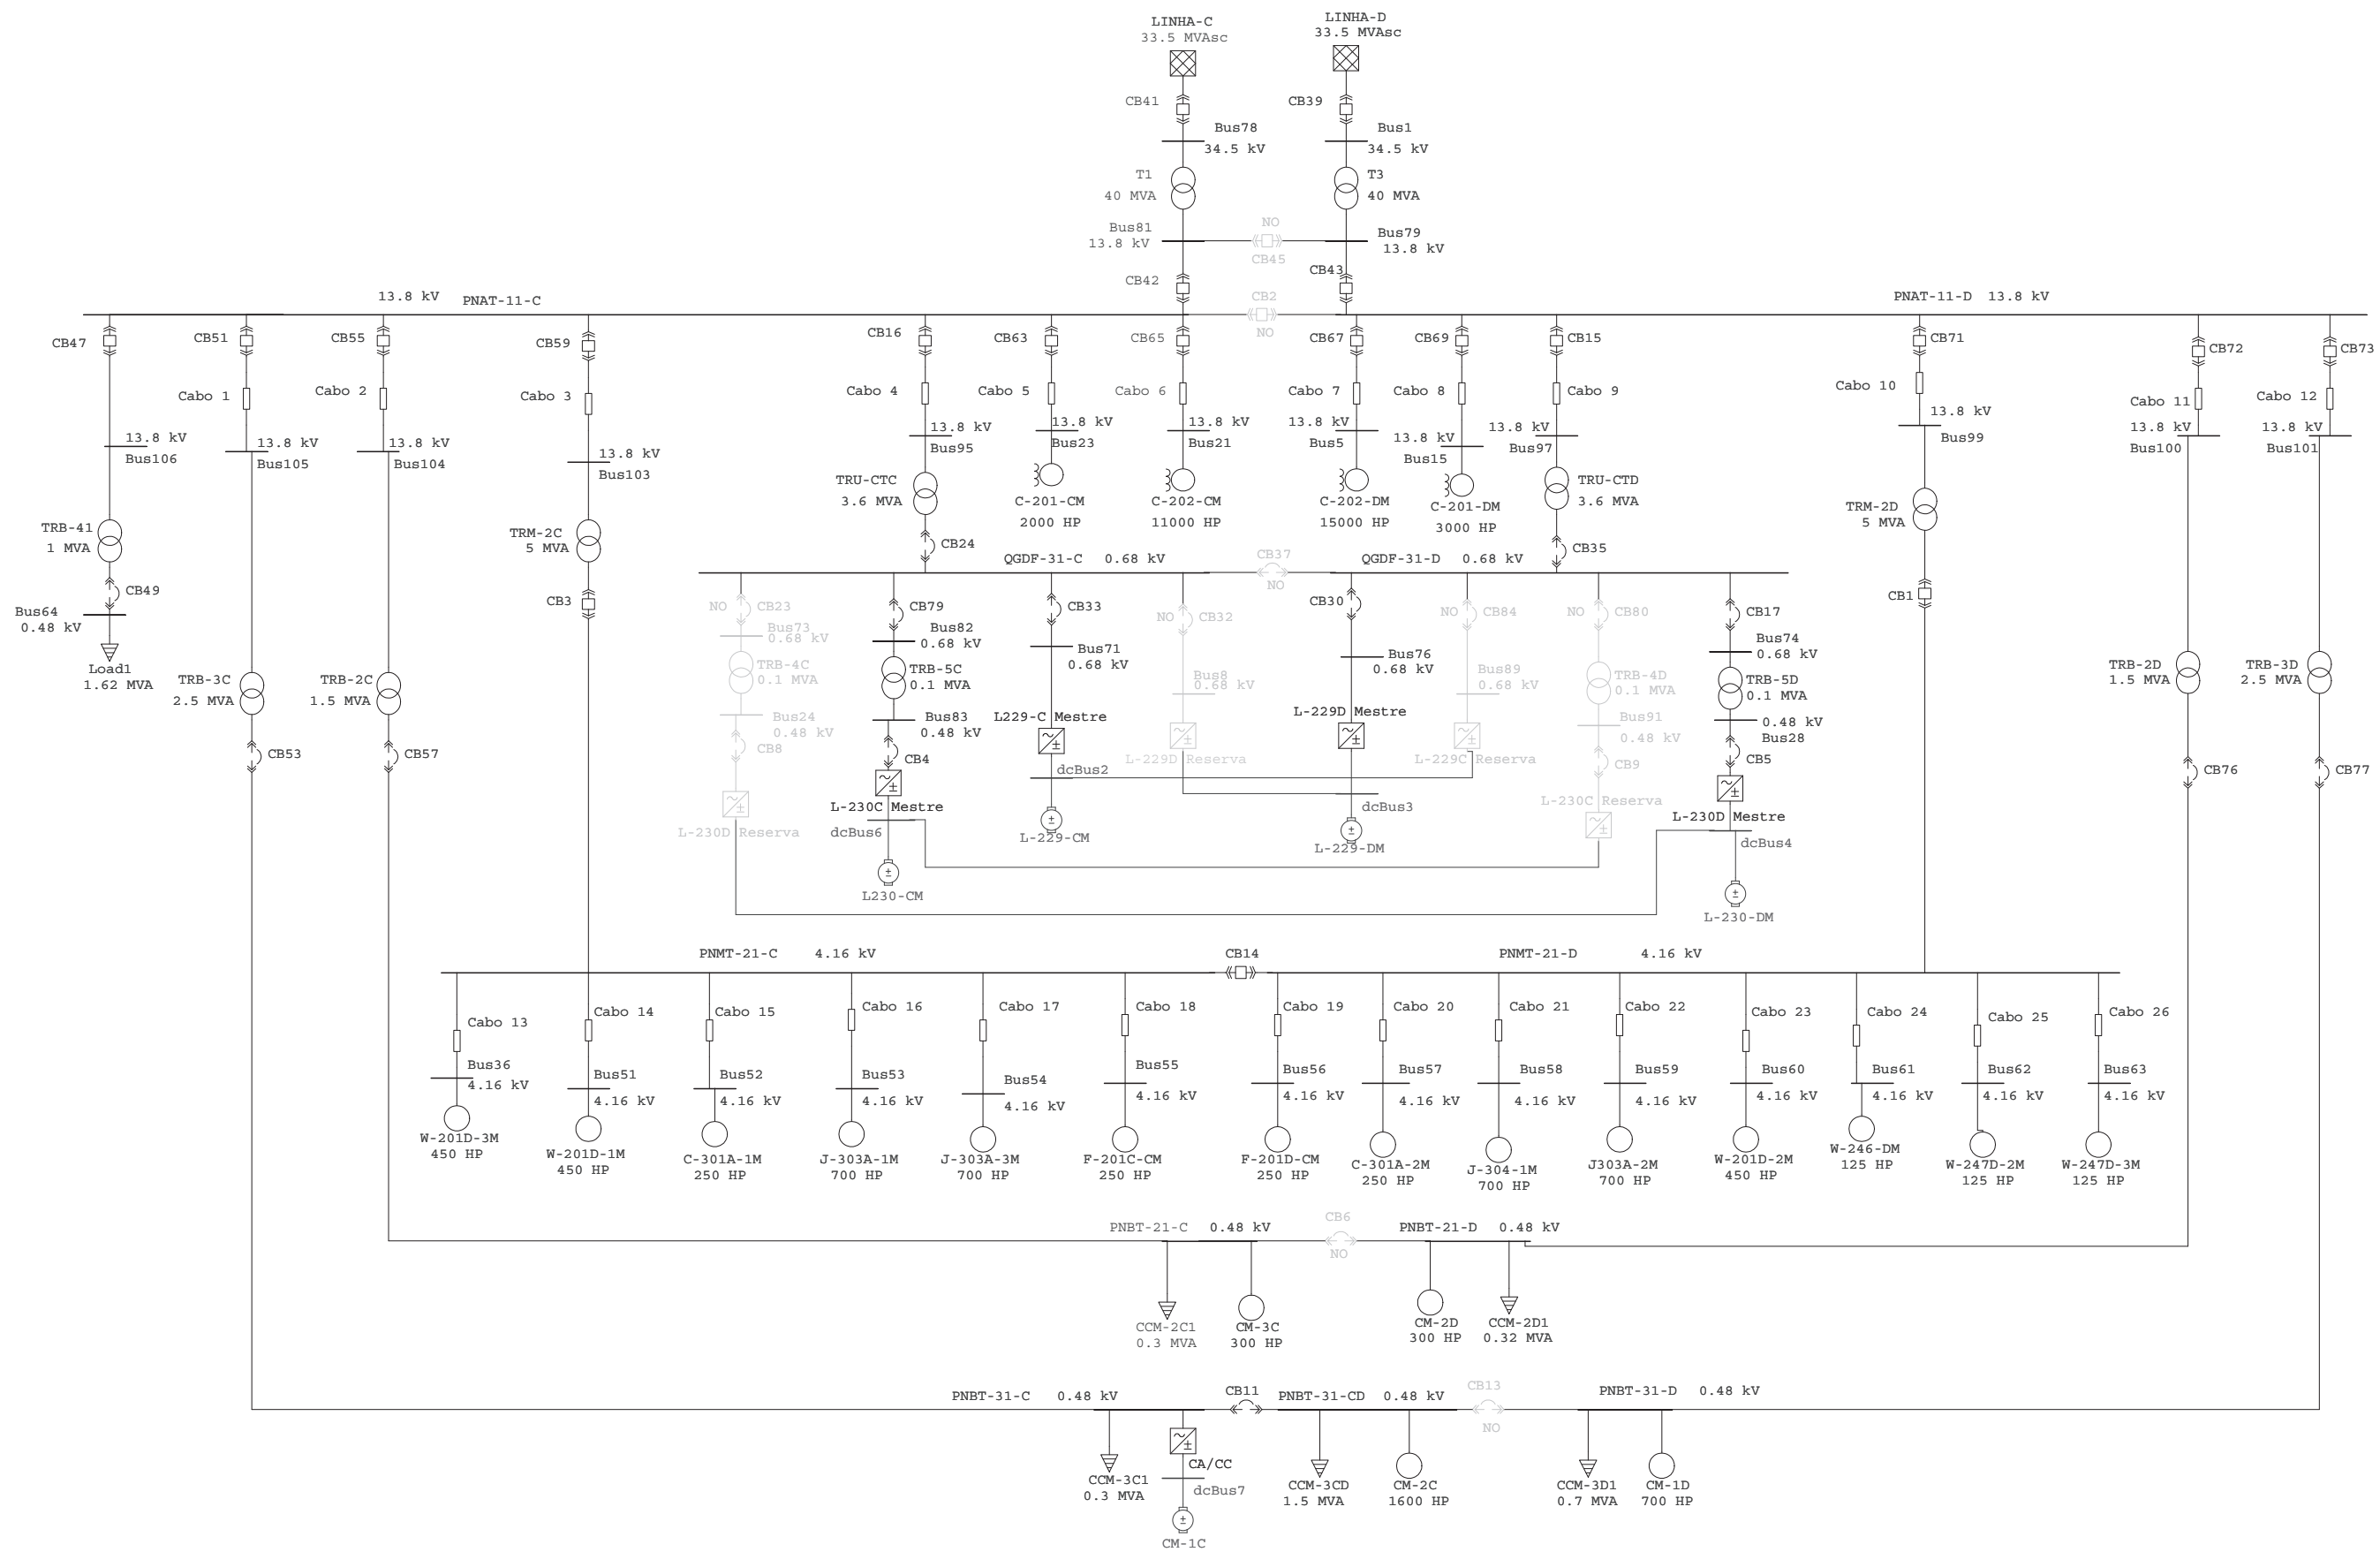 LINHA-C
33.5 MVAsc
LINHA-D
33.5 MVAsc
CB41
CB39
Bus78
34.5 kV
Bus1
34.5 kV
T1
40 MVA
T3
40 MVA
Bus81
13.8 kV
NO
CB45
Bus79
13.8 kV
CB42
CB43
13.8 kV
PNAT-11-C
CB2
NO
PNAT-11-D 13.8 kV
CB47
CB51
CB55
CB59
CB16
CB63
CB65
CB67
CB69
CB15
CB71
CB72
CB73
Cabo 1
Cabo 2
Cabo 3
Cabo 4
Cabo 5
Cabo 6
Cabo 7
Cabo 8
Cabo 9
Cabo 10
Cabo 11
Cabo 12
13.8 kV
Bus106
13.8 kV
Bus105
13.8 kV
Bus104
13.8 kV
Bus103
13.8 kV
Bus95
13.8 kV
Bus23
13.8 kV
Bus21
13.8 kV
Bus5
13.8 kV
Bus15
13.8 kV
Bus97
13.8 kV
Bus99
13.8 kV
Bus100
13.8 kV
Bus101
TRB-41
1 MVA
TRM-2C
5 MVA
TRU-CTC
3.6 MVA
C-201-CM
2000 HP
C-202-CM
11000 HP
C-202-DM
15000 HP
C-201-DM
3000 HP
TRU-CTD
3.6 MVA
TRM-2D
5 MVA
CB49
Bus64
0.48 kV
Load1
1.62 MVA
CB3
CB24
CB35
CB1
QGDF-31-C 0.68 kV
CB37
NO
QGDF-31-D 0.68 kV
NO
CB23
CB79
CB33
NO
CB32
CB30
NO
CB84
NO
CB80
CB17
Bus73
0.68 kV
Bus82
0.68 kV
Bus71
0.68 kV
Bus8
0.68 kV
Bus76
0.68 kV
Bus89
0.68 kV
Bus74
0.68 kV
TRB-3C
2.5 MVA
TRB-2C
1.5 MVA
TRB-4C
0.1 MVA
TRB-5C
0.1 MVA
TRB-4D
0.1 MVA
TRB-5D
0.1 MVA
TRB-2D
1.5 MVA
TRB-3D
2.5 MVA
Bus24
0.48 kV
Bus83
0.48 kV
L229-C Mestre
L-229D Mestre
Bus91
0.48 kV
0.48 kV
Bus28
CB53
CB57
CB8
CB4
L-229D Reserva
L-229C Reserva
CB9
CB5
CB76
CB77
dcBus2
dcBus3
L-230D Reserva
L-230C Mestre
dcBus6
L-229-CM
L-229-DM
L-230C Reserva
L-230D Mestre
dcBus4
L230-CM
L-230-DM
PNMT-21-C 4.16 kV
CB14
PNMT-21-D 4.16 kV
Cabo 13
Cabo 14
Cabo 15
Cabo 16
Cabo 17
Cabo 18
Cabo 19
Cabo 20
Cabo 21
Cabo 22
Cabo 23
Cabo 24
Cabo 25
Cabo 26
Bus36
4.16 kV
Bus51
4.16 kV
Bus52
4.16 kV
Bus53
4.16 kV
Bus54
4.16 kV
Bus55
4.16 kV
Bus56
4.16 kV
Bus57
4.16 kV
Bus58
4.16 kV
Bus59
4.16 kV
Bus60
4.16 kV
Bus61
4.16 kV
Bus62
4.16 kV
Bus63
4.16 kV
W-201D-3M
450 HP
W-201D-1M
450 HP
C-301A-1M
250 HP
J-303A-1M
700 HP
J-303A-3M
700 HP
F-201C-CM
250 HP
F-201D-CM
250 HP
C-301A-2M
250 HP
J-304-1M
700 HP
J303A-2M
700 HP
W-201D-2M
450 HP
W-246-DM
125 HP
W-247D-2M
125 HP
W-247D-3M
125 HP
PNBT-21-C 0.48 kV
CB6
NO
PNBT-21-D 0.48 kV
CCM-2C1
0.3 MVA
CM-3C
300 HP
CM-2D
300 HP
CCM-2D1
0.32 MVA
PNBT-31-C 0.48 kV
CB11
PNBT-31-CD 0.48 kV
CB13
NO
PNBT-31-D 0.48 kV
CCM-3C1
0.3 MVA
CA/CC
dcBus7
CM-1C
CCM-3CD
1.5 MVA
CM-2C
1600 HP
CCM-3D1
0.7 MVA
CM-1D
700 HP